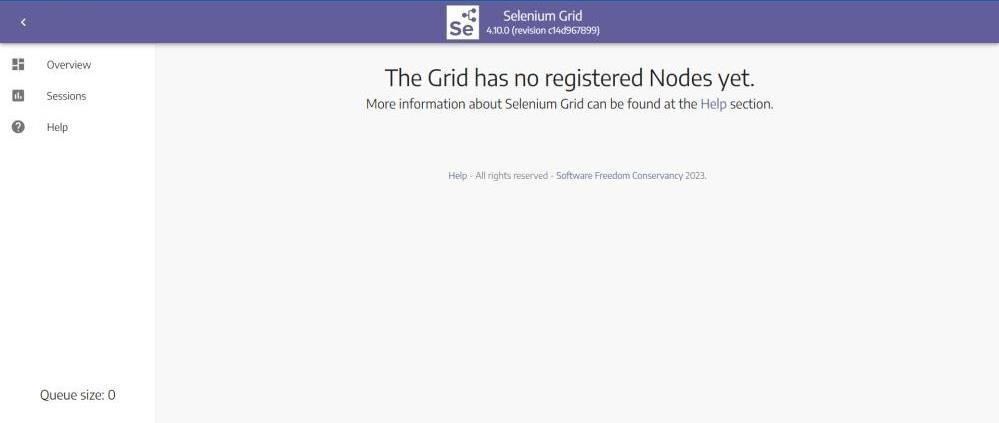 Se
Selenium Grid
4.10.0 (revision c14d967899)
Overview
Sessions
Help
The Grid has no registered Nodes yet.
More information about Selenium Grid can be found at the Help section.
Help - All rights reserved - Software Freedom Conservancy 2023.
Queue size: 0